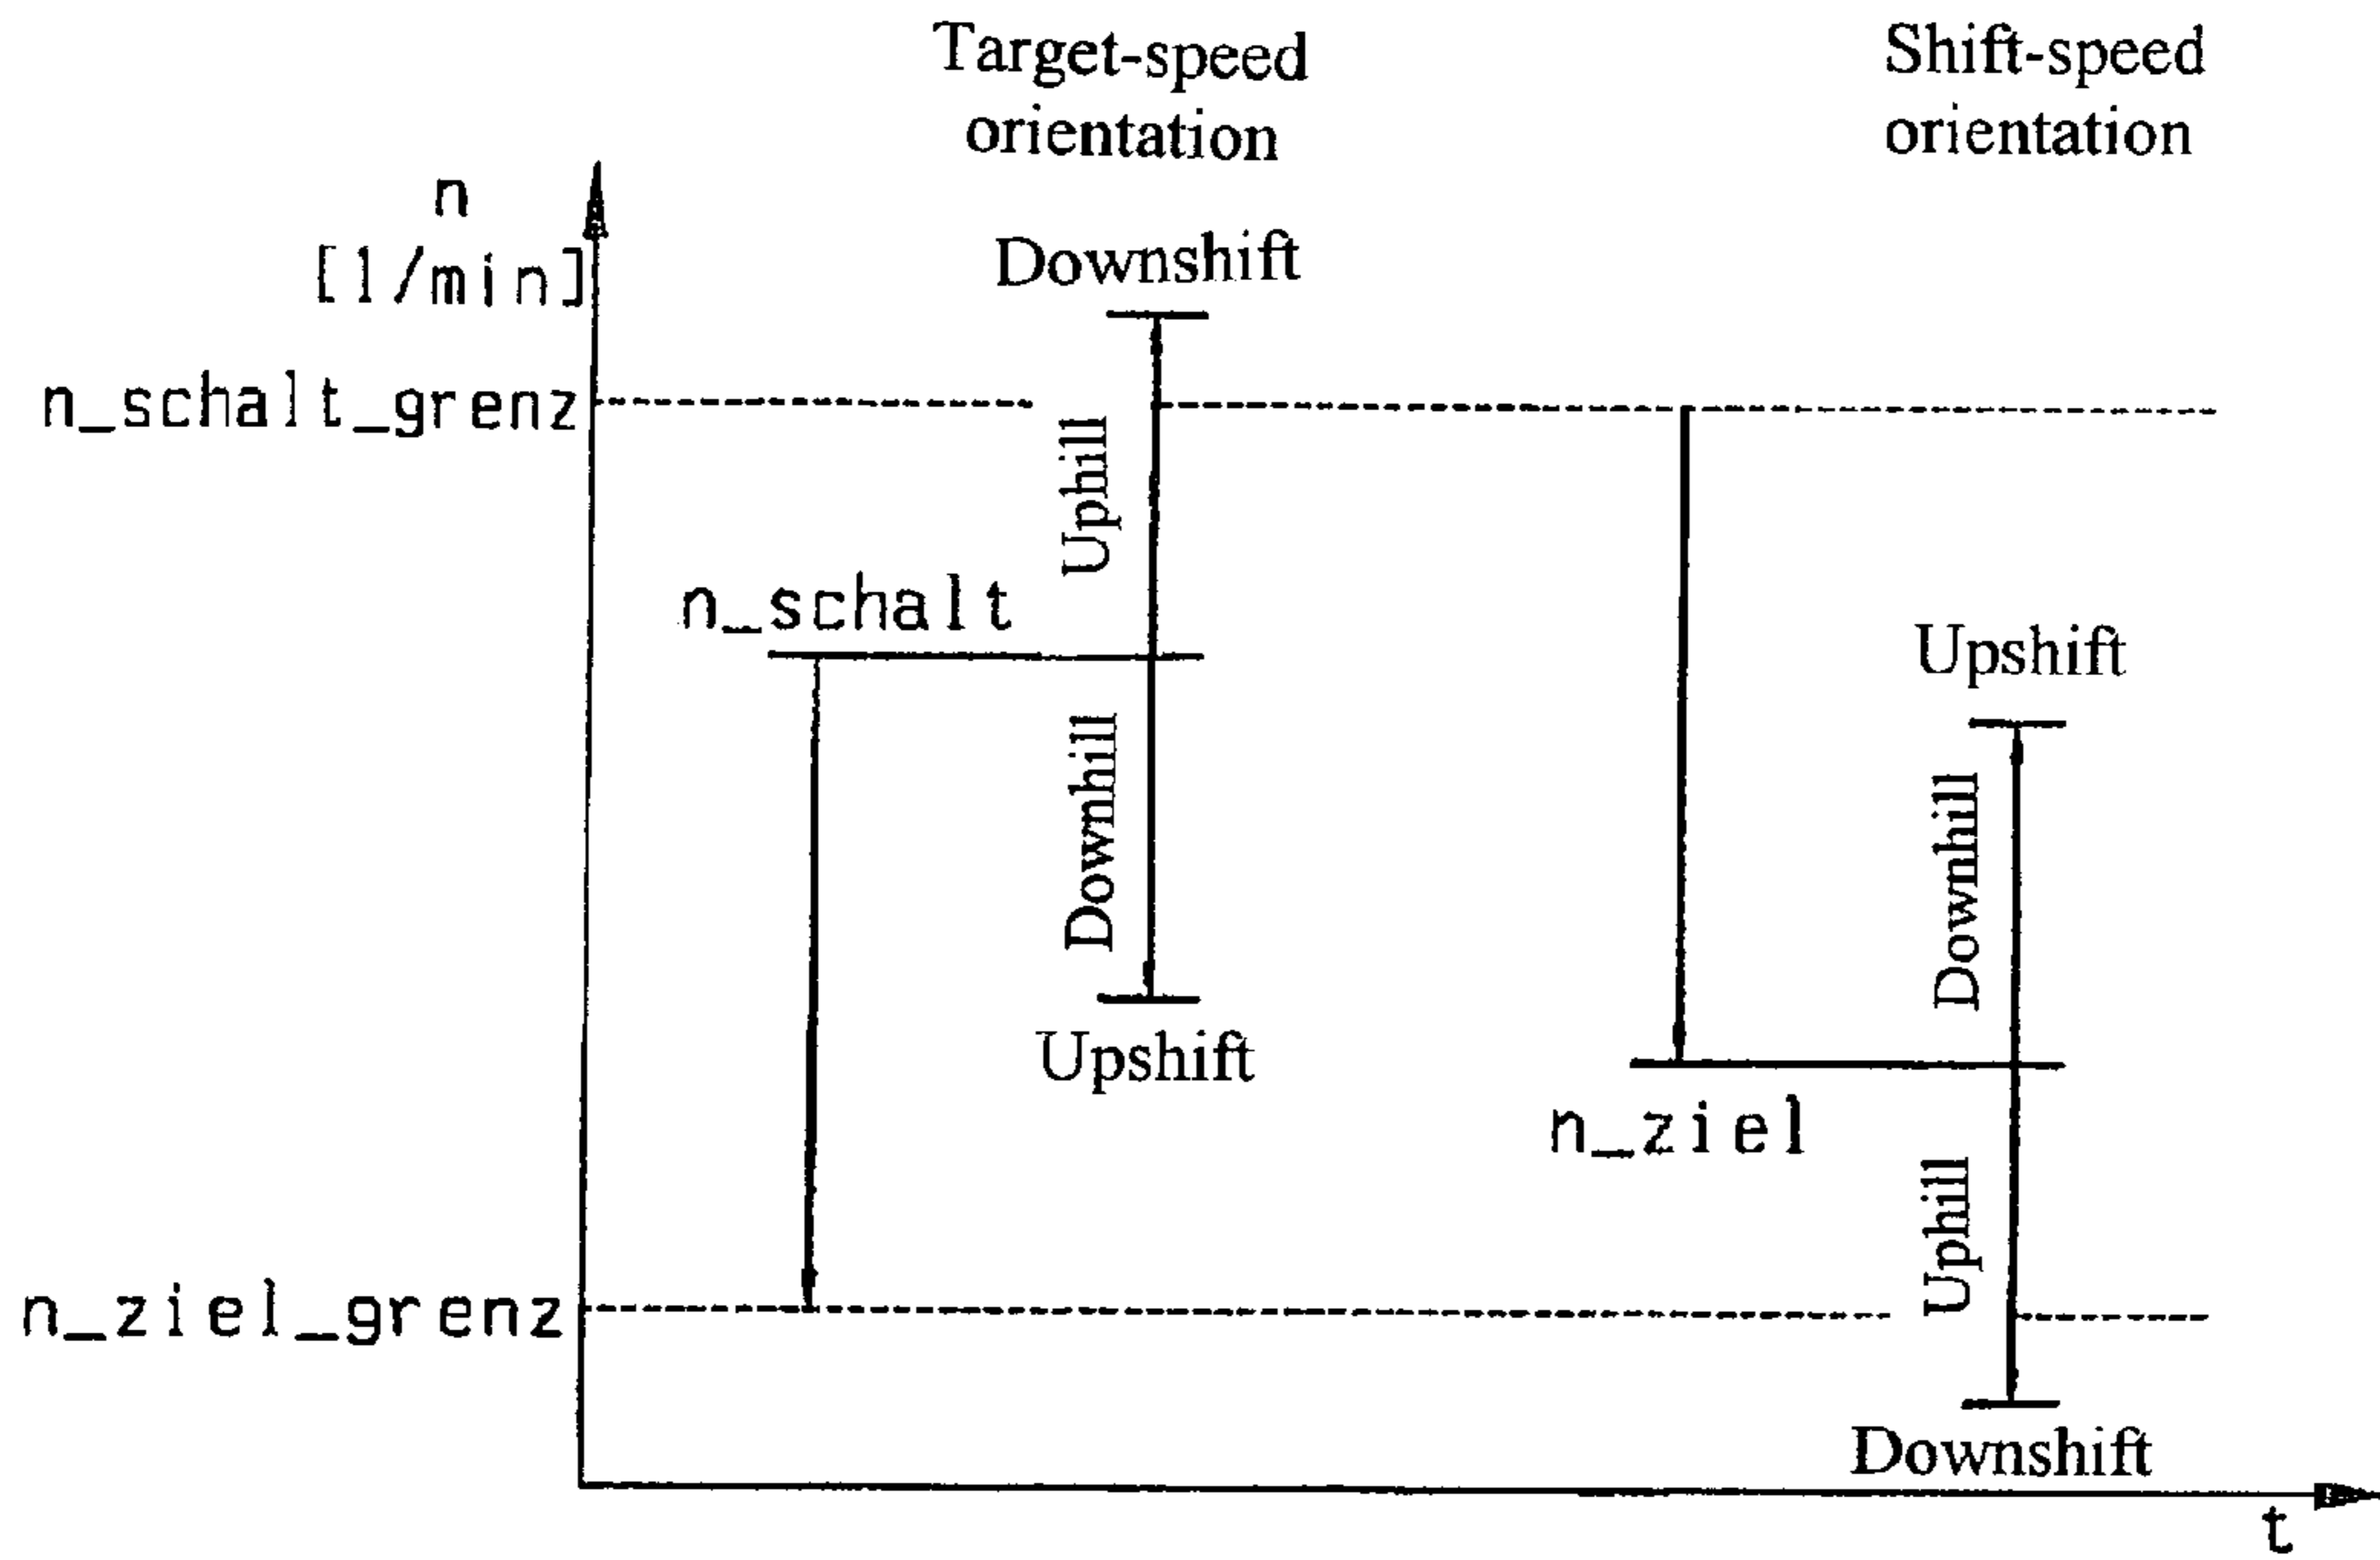 Target-speed
orientation
Shift-speed
orientation
n
[1/min]
Downshift
n_schalt_grenz
Uphill
n_schalt
Upshift
Downhill
Downhill
Upshift
n_ziel
Uphill
n_ziel_grenz
Downshift
t